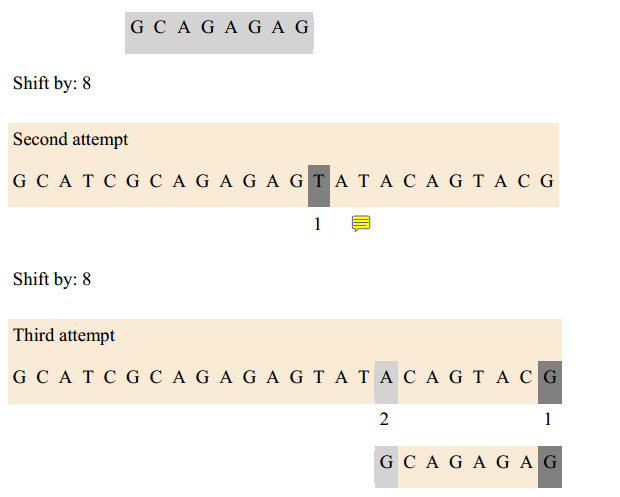 G C A G A G A G
Shift by: 8
Second attempt
G C A T C G C A G A G A G T A T A C A G T A C G
1
Shift by: 8
Third attempt
G C A T C G C A G A G A G T A T A C A G T A C G
2 1
G C A G A G A G